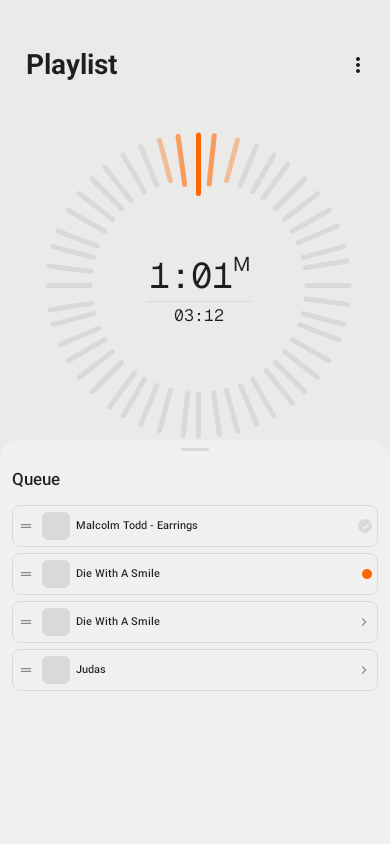 Playlist
1:01M
03:12
Queue
Malcolm Todd - Earrings
Die With A Smile
Die With A Smile
Judas